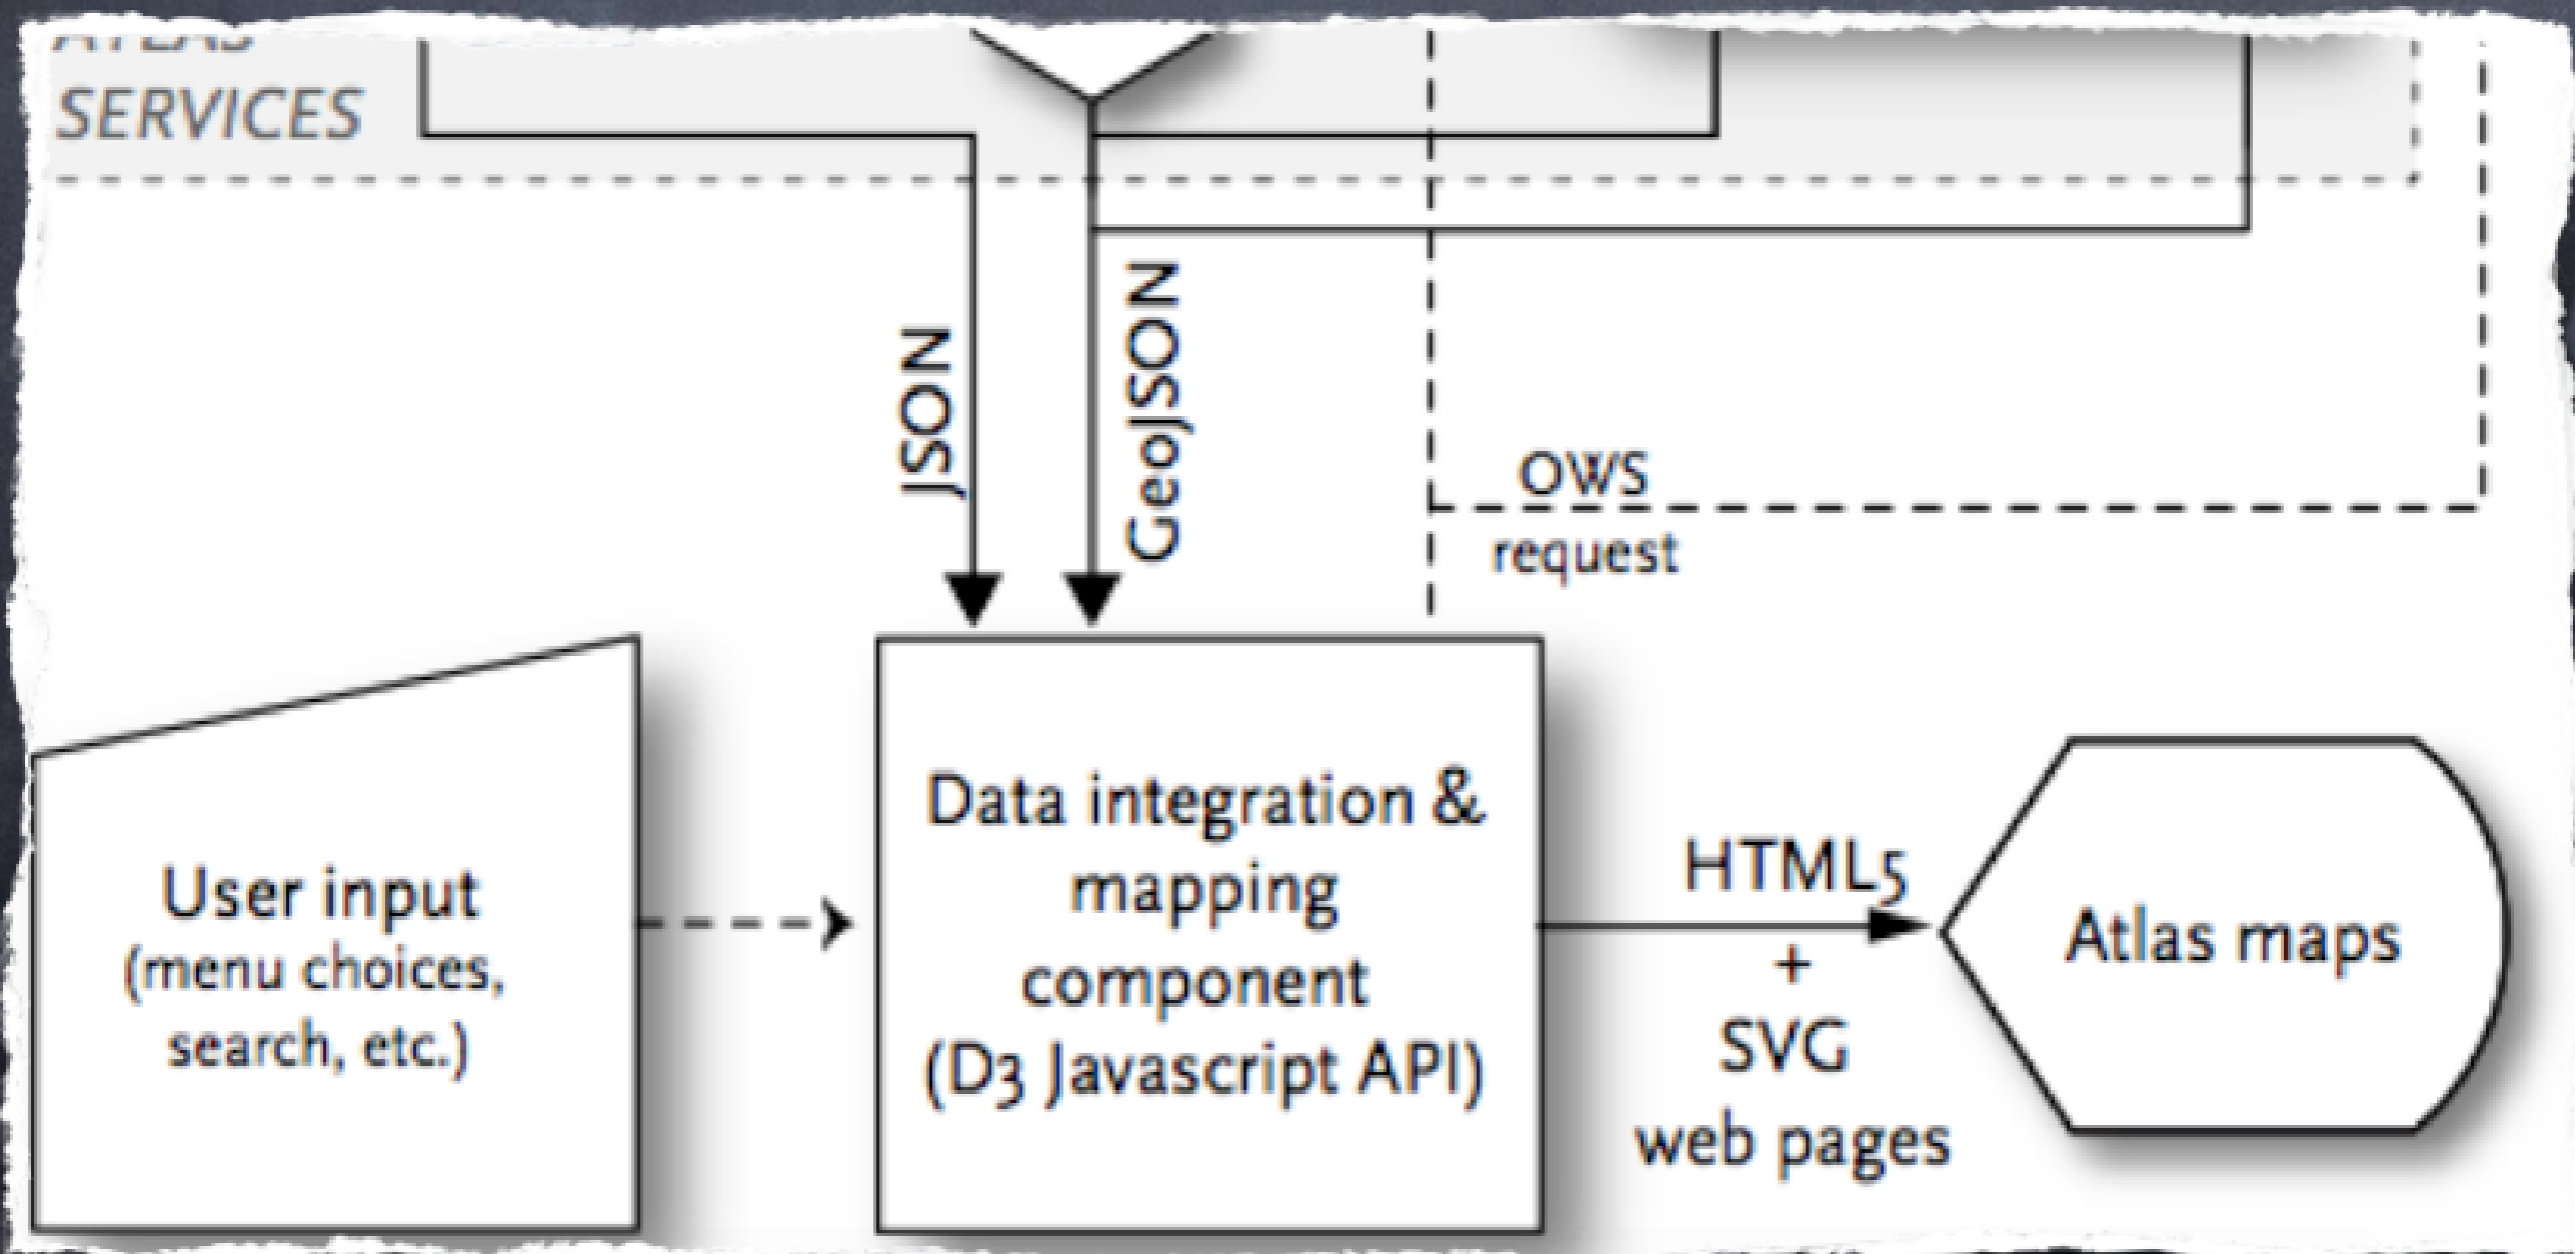 SERVICES
JSON
GeoJSON
OWS
request
User input
(menu choices,
search, etc.)
Data integration &
mapping
component
(D3 Javascript API)
HTML5
+
SVG
web pages
Atlas maps